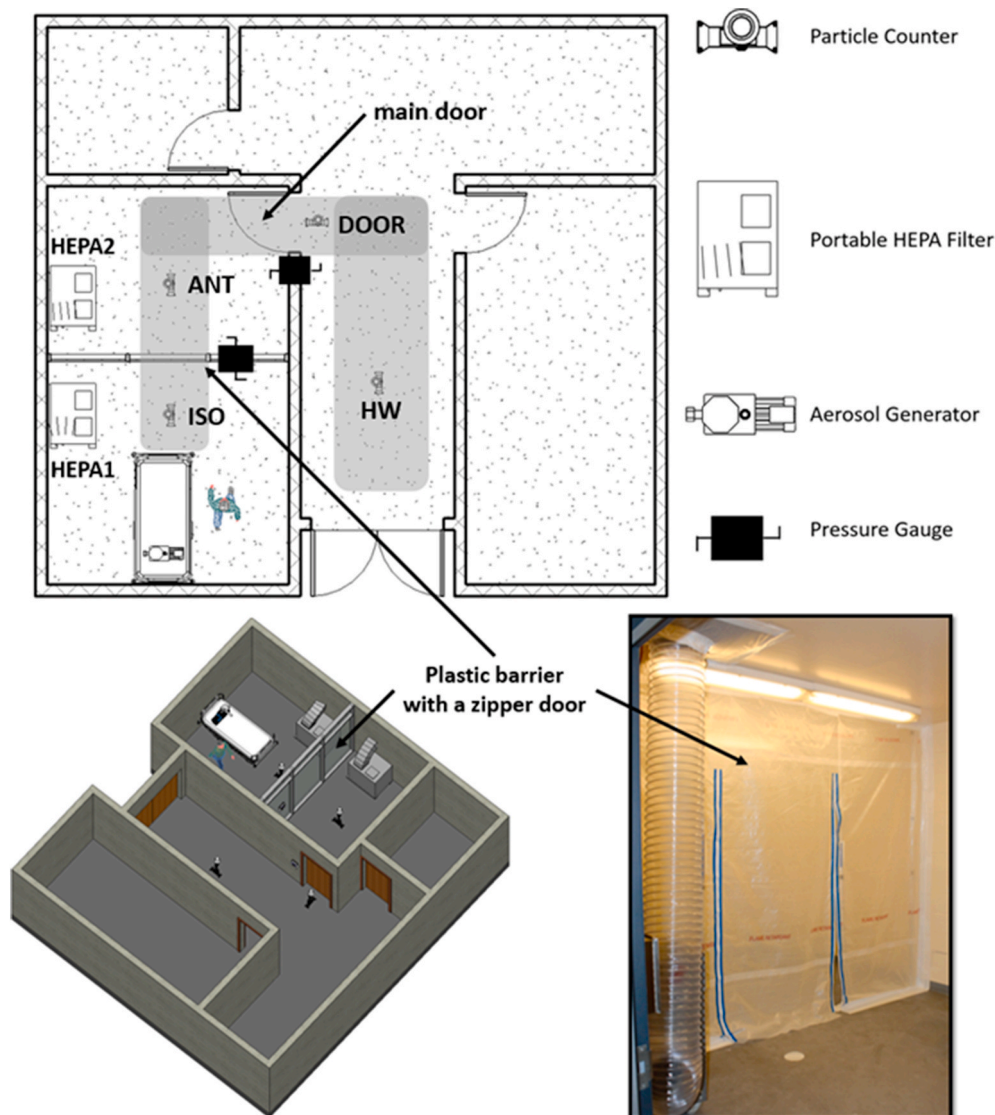 main door
DOOR
HEPA2
ANT
ISO
HW
HEPA1
Particle Counter
Portable HEPA Filter
Aerosol Generator
Pressure Gauge
Plastic barrier
with a zipper door